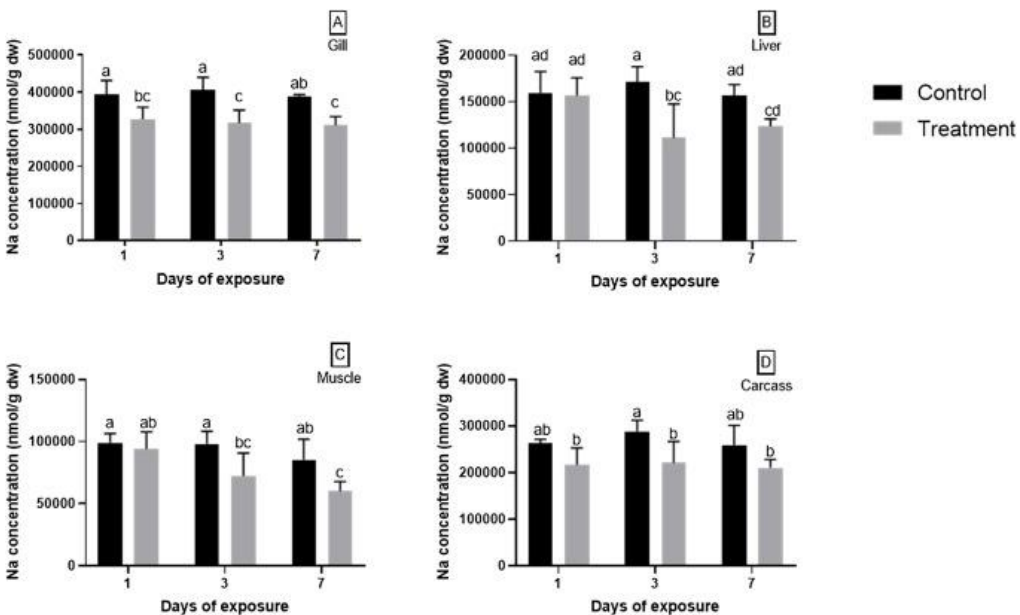 A
Gill
Na concentration (nmol/g dw)
500000
400000
300000
200000
100000
0
a
bc
a
c
ab
c
1
3
7
Days of exposure
B
Liver
Na concentration (nmol/g dw)
200000
150000
100000
50000
0
ad
ad
a
bc
ad
cd
1
3
7
Days of exposure
Control
Treatment
C
Muscle
Na concentration (nmol/g dw)
150000
100000
50000
0
a
ab
a
bc
ab
c
1
3
7
Days of exposure
D
Carcass
Na concentration (nmol/g dw)
400000
300000
200000
100000
0
ab
b
a
b
ab
b
1
3
7
Days of exposure